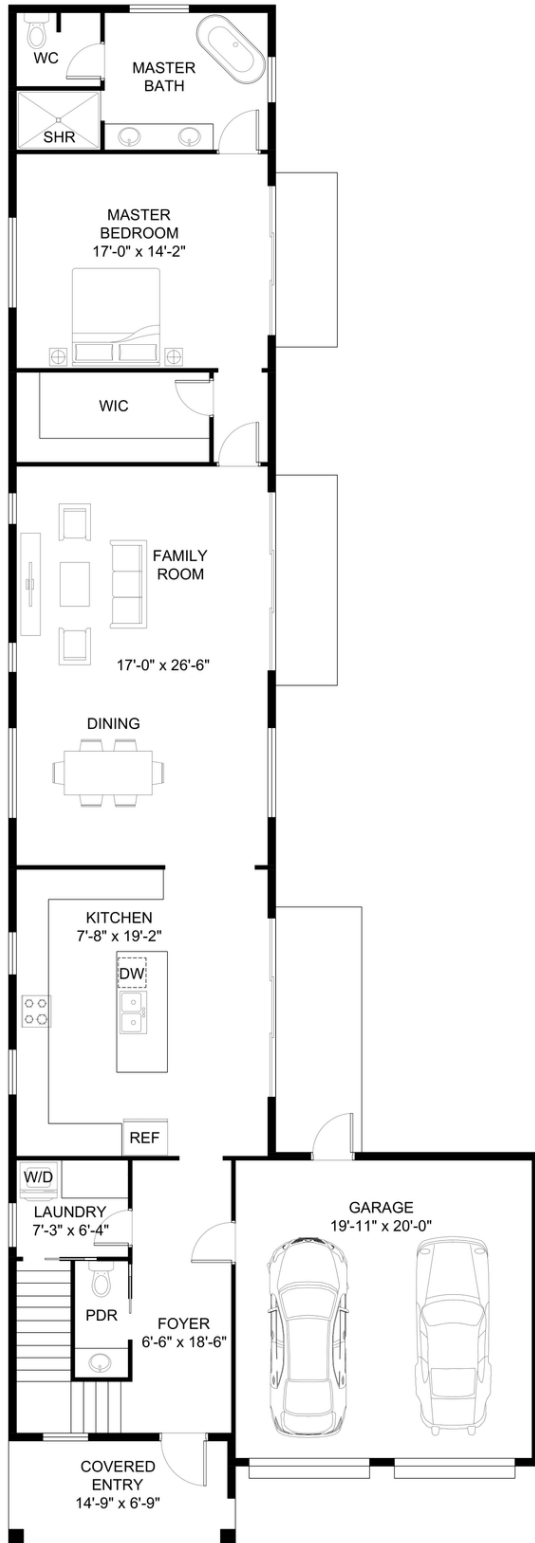 WC
MASTER
BATH
SHR
MASTER
BEDROOM
17'-0" x 14'-2"
WIC
FAMILY
ROOM
17'-0" x 26'-6"
DINING
KITCHEN
7'-8" x 19'-2"
DW
REF
W/D
LAUNDRY
7'-3" x 6'-4"
GARAGE
19'-11" x 20'-0"
PDR
FOYER
6'-6" x 18'-6"
COVERED
ENTRY
14'-9" x 6'-9"